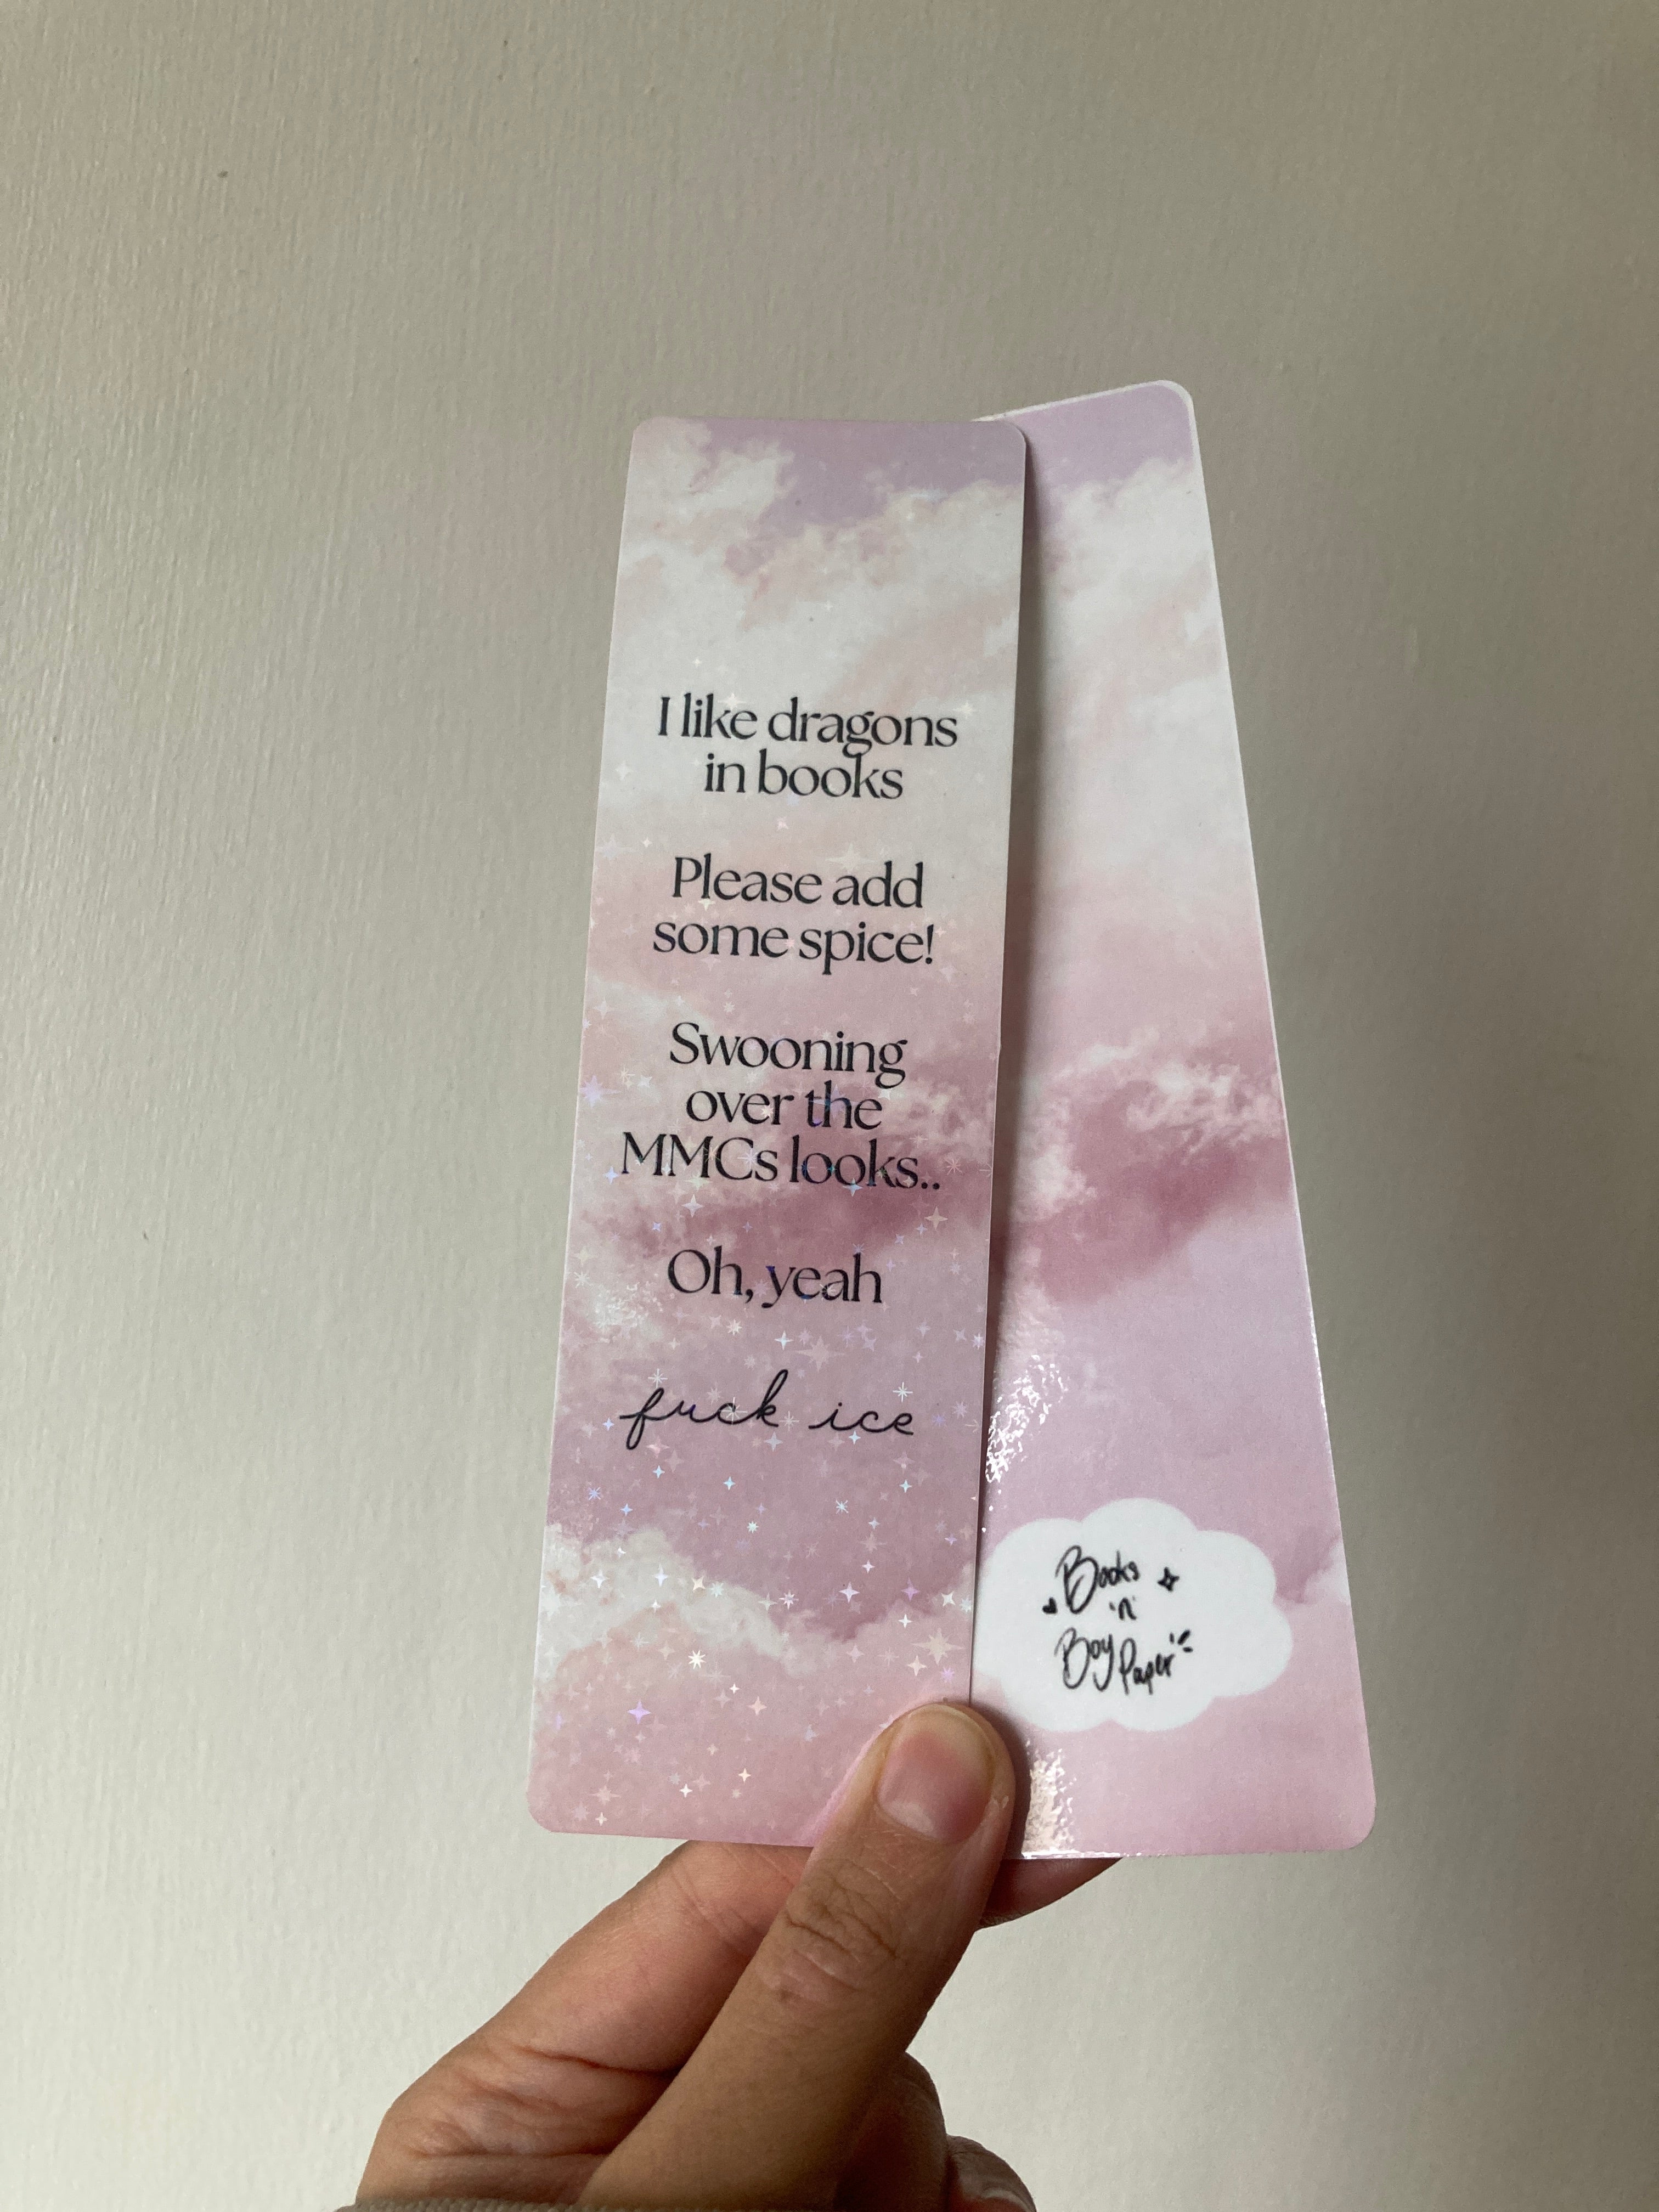 I like dragons
in books
Please add
some spice!
Swooning
over the
MMCs looks..
Oh, yeah
fuck ice
Books
'n'
Boy Paper